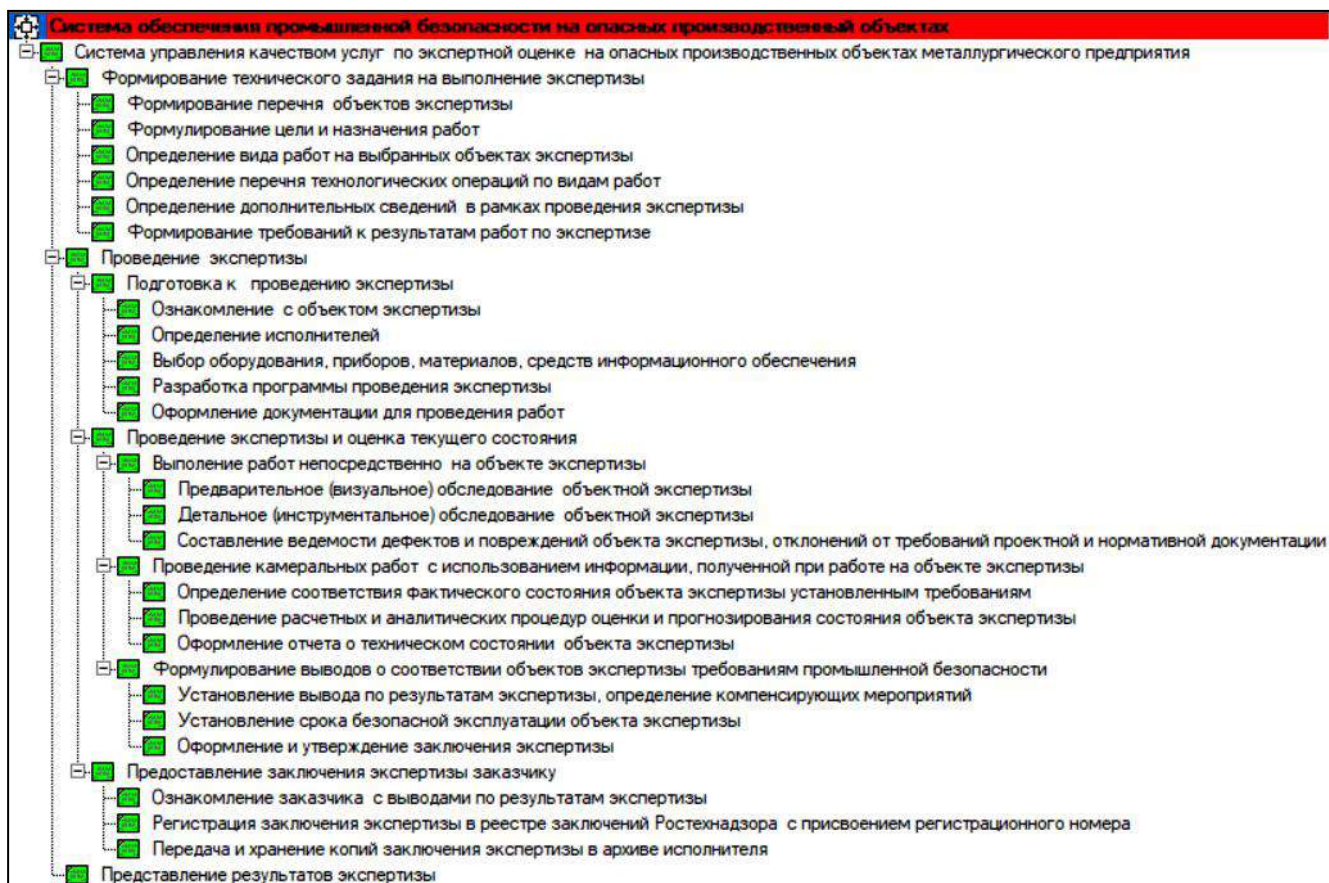 Система обеспечения промышленной безопасности на опасных производственный объектах
Система управления качеством услуг по экспертной оценке на опасных производственных объектах металлургического предприятия
Формирование технического задания на выполнение экспертизы
Формирование перечня объектов экспертизы
Формулирование цели и назначения работ
Определение вида работ на выбранных объектах экспертизы
Определение перечня технологических операций по видам работ
Определение дополнительных сведений в рамках проведения экспертизы
Формирование требований к результатам работ по экспертизе
Проведение экспертизы
Подготовка к проведению экспертизы
Ознакомление с объектом экспертизы
Определение исполнителей
Выбор оборудования, приборов, материалов, средств информационного обеспечения
Разработка программы проведения экспертизы
Оформление документации для проведения работ
Проведение экспертизы и оценка текущего состояния
Выполение работ непосредственно на объекте экспертизы
Предварительное (визуальное) обследование объектной экспертизы
Детальное (инструментальное) обследование объектной экспертизы
Составление ведомости дефектов и повреждений объекта экспертизы, отклонений от требований проектной и нормативной документации
Проведение камеральных работ с использованием информации, полученной при работе на объекте экспертизы
Определение соответствия фактического состояния объекта экспертизы установленным требованиям
Проведение расчетных и аналитических процедур оценки и прогнозирования состояния объекта экспертизы
Оформление отчета о техническом состоянии объекта экспертизы
Формулирование выводов о соответствии объектов экспертизы требованиям промышленной безопасности
Установление вывода по результатам экспертизы, определение компенсирующих мероприятий
Установление срока безопасной эксплуатации объекта экспертизы
Оформление и утверждение заключения экспертизы
Предоставление заключения экспертизы заказчику
Ознакомление заказчика с выводами по результатам экспертизы
Регистрация заключения экспертизы в реестре заключений Ростехнадзора с присвоением регистрационного номера
Передача и хранение копий заключения экспертизы в архиве исполнителя
Представление результатов экспертизы